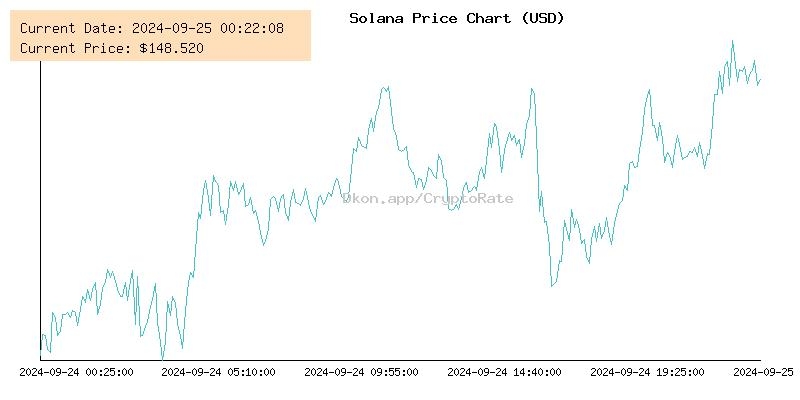 Solana Price Chart (USD)
Current Date: 2024-09-25 00:22:08
Current Price: $148.520
Dkon.app/CryptoRate
2024-09-24 00:25:00 2024-09-24 05:10:00 2024-09-24 09:55:00 2024-09-24 14:40:00 2024-09-24 19:25:00 2024-09-25